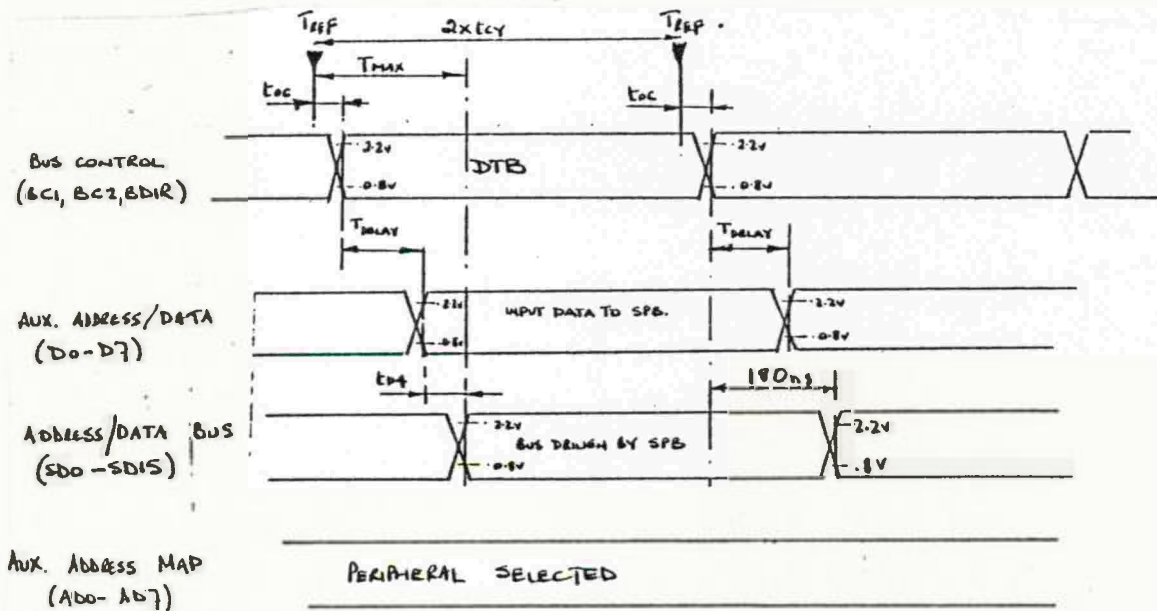 TREF
2xtcy
TREF .
TMAX
toc
toc
BUS CONTROL
(BC1, BC2, BDIR)
2.2v
0.8v
DTB
2.2v
0.8v
TDELAY
TDELAY
AUX. ADDRESS/DATA
(D0-D7)
2.2v
0.8v
INPUT DATA TO SPB.
2.2v
0.8v
tD4
180ns
ADDRESS/DATA BUS
(SD0-SD15)
2.2v
0.8v
BUS DRIVEN BY SPB
2.2V
.8V
AUX. ADDRESS MAP
(AD0-AD7)
PERIPHERAL SELECTED